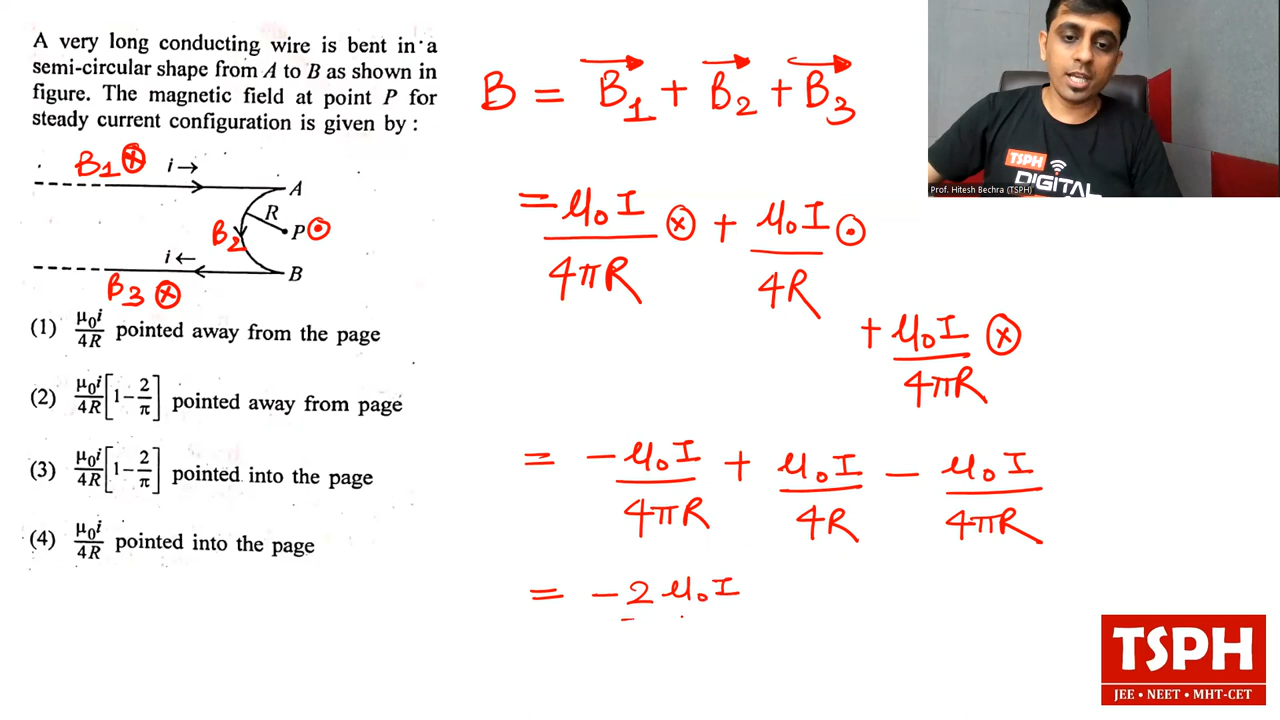 A very long conducting wire is bent in a
semi-circular shape from A to B as shown in
figure. The magnetic field at point P for
steady current configuration is given by :
B1 ⊗ i→
A
R
P ⊙
B2
i←
B
B3 ⊗
(1) μ₀i/4R pointed away from the page
(2) μ₀i/4R [1 − 2/π] pointed away from page
(3) μ₀i/4R [1 − 2/π] pointed into the page
(4) μ₀i/4R pointed into the page
B = B1 + B2 + B3
= μ₀I/4πR ⊗ + μ₀I/4R ⊙
+ μ₀I/4πR ⊗
= − μ₀I/4πR + μ₀I/4R − μ₀I/4πR
= − 2 μ₀I
TSPH
DIGITAL
Prof. Hitesh Bechra (TSPH)
TSPH
JEE • NEET • MHT-CET